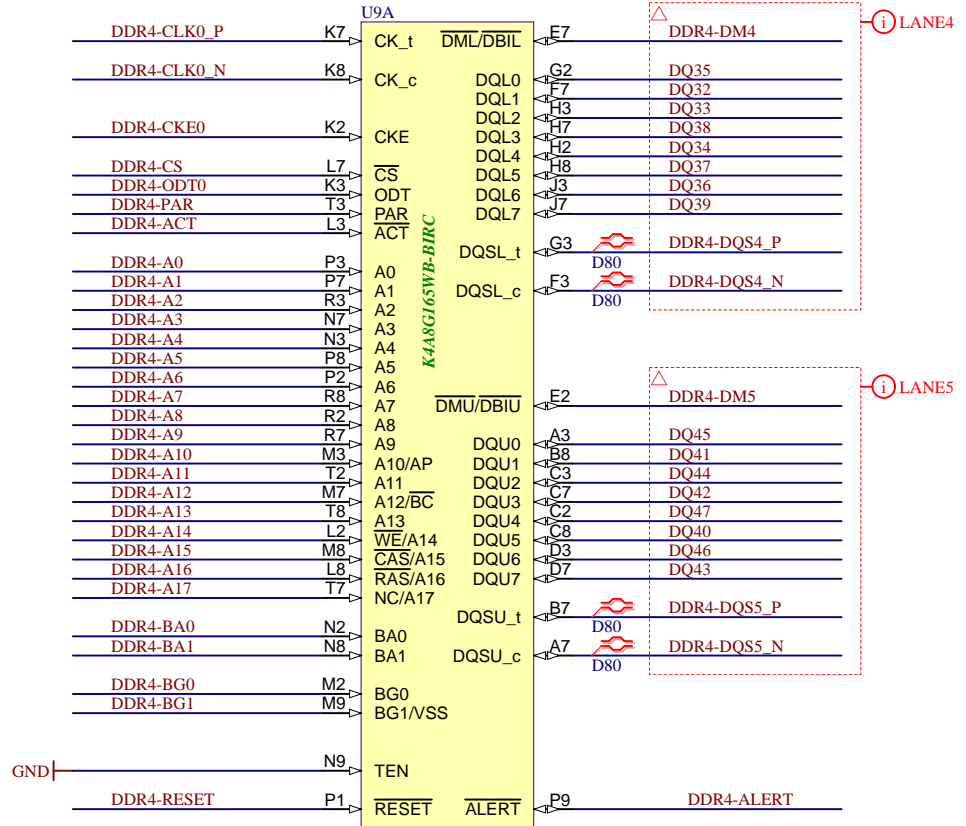 U9A
DDR4-CLK0_P K7 CK_t DML/DBIL E7 DDR4-DM4 LANE4
DDR4-CLK0_N K8 CK_c DQL0 G2 DQ35
DQL1 F7 DQ32
DQL2 H3 DQ33
DDR4-CKE0 K2 CKE DQL3 H7 DQ38
DQL4 H2 DQ34
DDR4-CS L7 CS DQL5 H8 DQ37
DDR4-ODT0 K3 ODT DQL6 J3 DQ36
DDR4-PAR T3 PAR DQL7 J7 DQ39
DDR4-ACT L3 ACT
DQSL_t G3 D80 DDR4-DQS4_P
DDR4-A0 P3 A0
DDR4-A1 P7 A1 DQSL_c F3 D80 DDR4-DQS4_N
DDR4-A2 R3 A2
DDR4-A3 N7 A3
K4A8G165WB-BIRC
DDR4-A4 N3 A4
DDR4-A5 P8 A5
DDR4-A6 P2 A6
DDR4-A7 R8 A7 DMU/DBIU E2 DDR4-DM5 LANE5
DDR4-A8 R2 A8
DDR4-A9 R7 A9 DQU0 A3 DQ45
DDR4-A10 M3 A10/AP DQU1 B8 DQ41
DDR4-A11 T2 A11 DQU2 C3 DQ44
DDR4-A12 M7 A12/BC DQU3 C7 DQ42
DDR4-A13 T8 A13 DQU4 C2 DQ47
DDR4-A14 L2 WE/A14 DQU5 C8 DQ40
DDR4-A15 M8 CAS/A15 DQU6 D3 DQ46
DDR4-A16 L8 RAS/A16 DQU7 D7 DQ43
DDR4-A17 T7 NC/A17
DQSU_t B7 D80 DDR4-DQS5_P
DDR4-BA0 N2 BA0
DDR4-BA1 N8 BA1 DQSU_c A7 D80 DDR4-DQS5_N
DDR4-BG0 M2 BG0
DDR4-BG1 M9 BG1/VSS
GND N9 TEN
DDR4-RESET P1 RESET ALERT P9 DDR4-ALERT